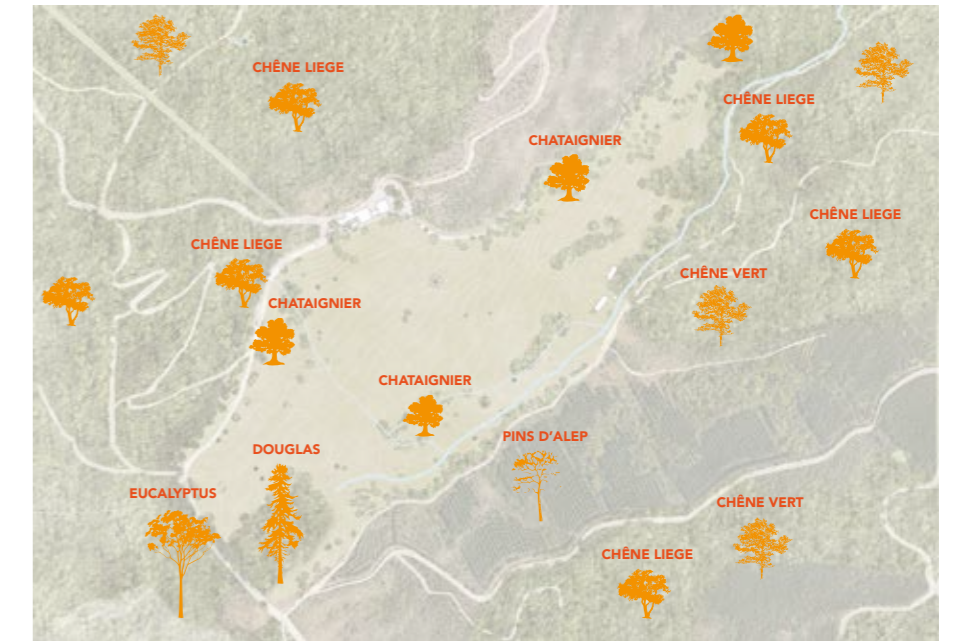 CHÊNE LIEGE
CHÊNE LIEGE
CHATAIGNIER
CHÊNE LIEGE
CHÊNE LIEGE
CHÊNE VERT
CHATAIGNIER
CHATAIGNIER
PINS D'ALEP
DOUGLAS
EUCALYPTUS
CHÊNE VERT
CHÊNE LIEGE